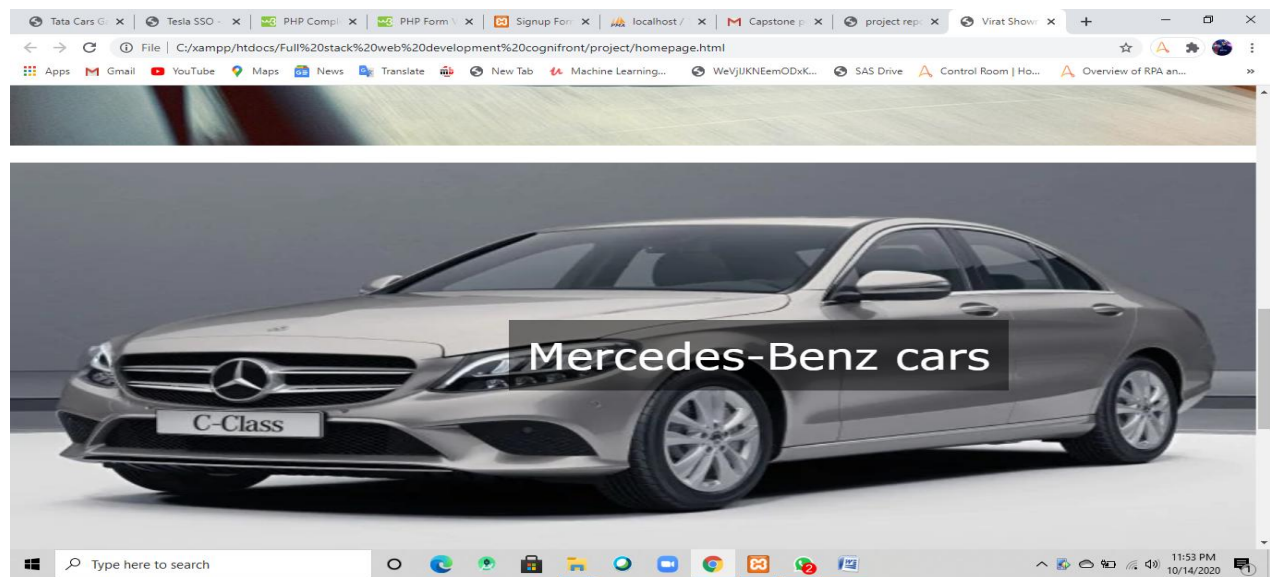 Tata Cars G
Tesla SSO -
PHP Compl
PHP Form V
Signup For
localhost /
Capstone p
project rep
Virat Show
File | C:/xampp/htdocs/Full%20stack%20web%20development%20cognifront/project/homepage.html
Apps
Gmail
YouTube
Maps
News
Translate
New Tab
Machine Learning...
WeVjUKNEemODxK...
SAS Drive
Control Room | Ho...
Overview of RPA an...
»
Mercedes-Benz cars
C-Class
Type here to search
11:53 PM
10/14/2020